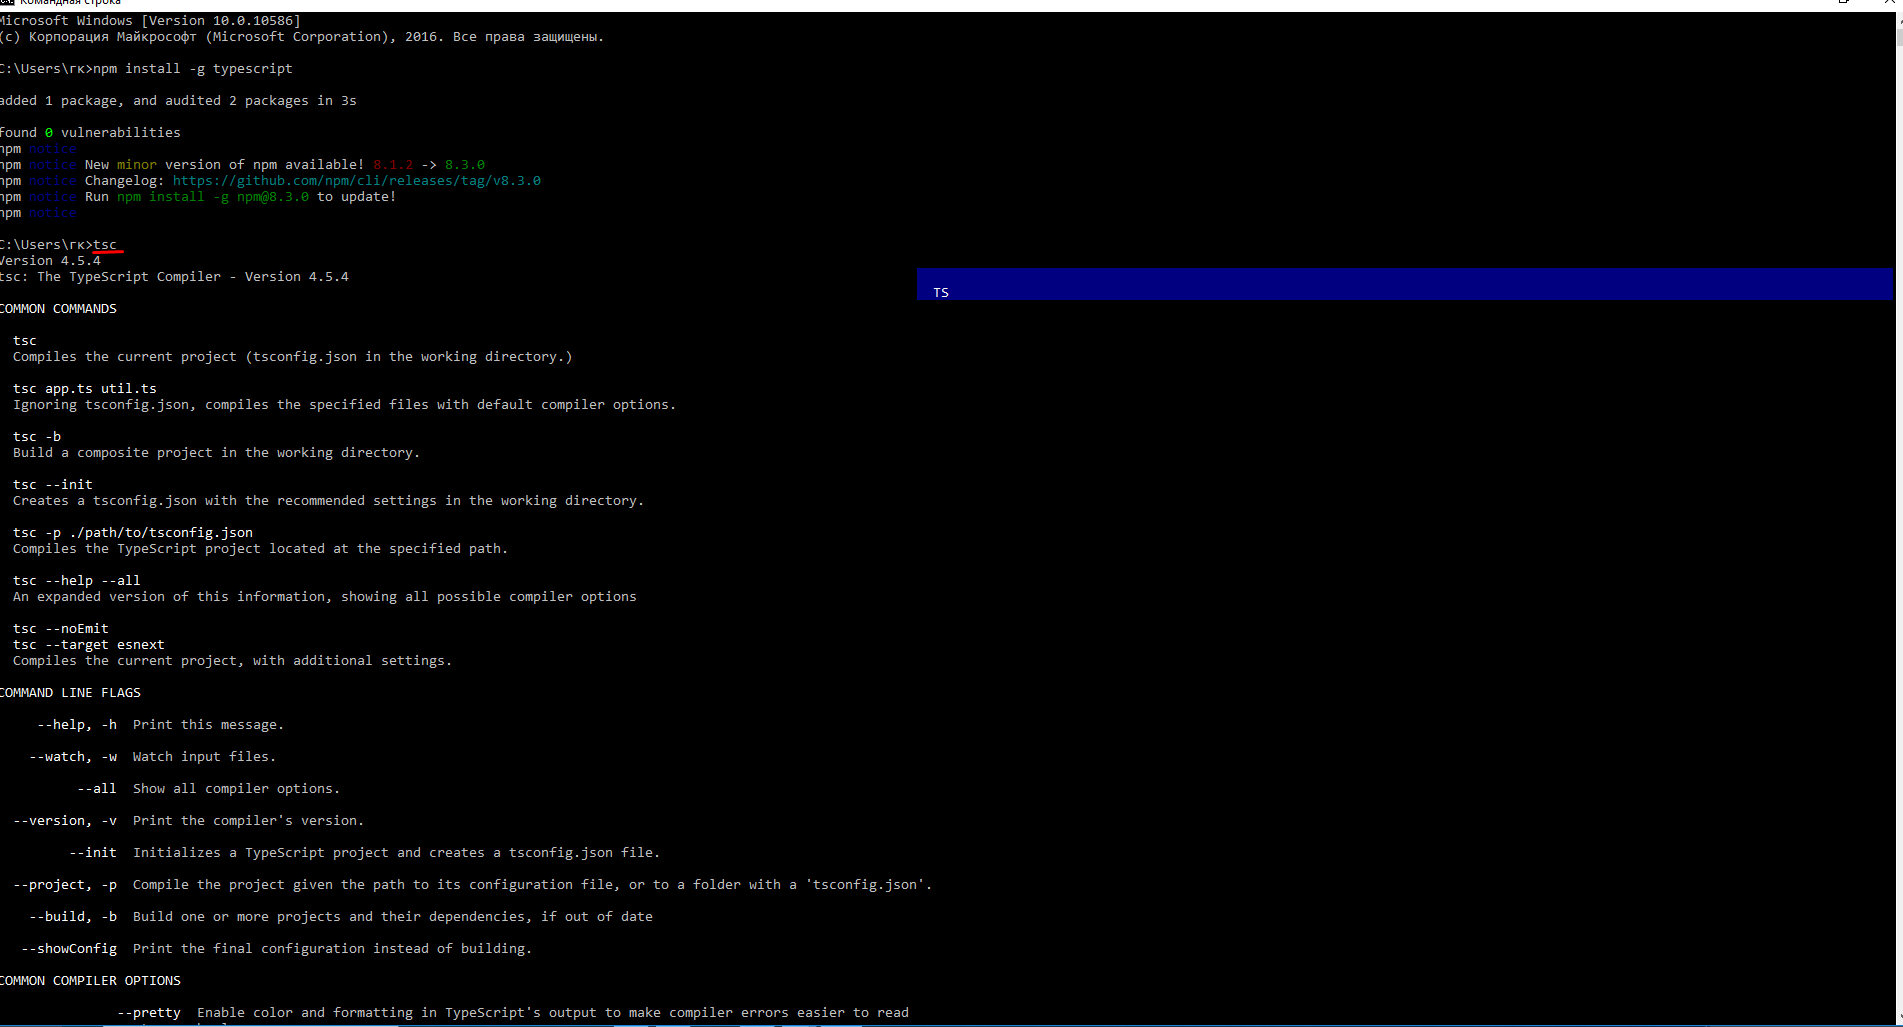 Командная строка
Microsoft Windows [Version 10.0.10586]
(c) Корпорация Майкрософт (Microsoft Corporation), 2016. Все права защищены.
C:\Users\гк>npm install -g typescript
added 1 package, and audited 2 packages in 3s
found 0 vulnerabilities
npm notice
npm notice New minor version of npm available! 8.1.2 -> 8.3.0
npm notice Changelog: https://github.com/npm/cli/releases/tag/v8.3.0
npm notice Run npm install -g npm@8.3.0 to update!
npm notice
C:\Users\гк>tsc
Version 4.5.4
tsc: The TypeScript Compiler - Version 4.5.4
TS
COMMON COMMANDS
tsc
Compiles the current project (tsconfig.json in the working directory.)
tsc app.ts util.ts
Ignoring tsconfig.json, compiles the specified files with default compiler options.
tsc -b
Build a composite project in the working directory.
tsc --init
Creates a tsconfig.json with the recommended settings in the working directory.
tsc -p ./path/to/tsconfig.json
Compiles the TypeScript project located at the specified path.
tsc --help --all
An expanded version of this information, showing all possible compiler options
tsc --noEmit
tsc --target esnext
Compiles the current project, with additional settings.
COMMAND LINE FLAGS
--help, -h Print this message.
--watch, -w Watch input files.
--all Show all compiler options.
--version, -v Print the compiler's version.
--init Initializes a TypeScript project and creates a tsconfig.json file.
--project, -p Compile the project given the path to its configuration file, or to a folder with a 'tsconfig.json'.
--build, -b Build one or more projects and their dependencies, if out of date
--showConfig Print the final configuration instead of building.
COMMON COMPILER OPTIONS
--pretty Enable color and formatting in TypeScript's output to make compiler errors easier to read